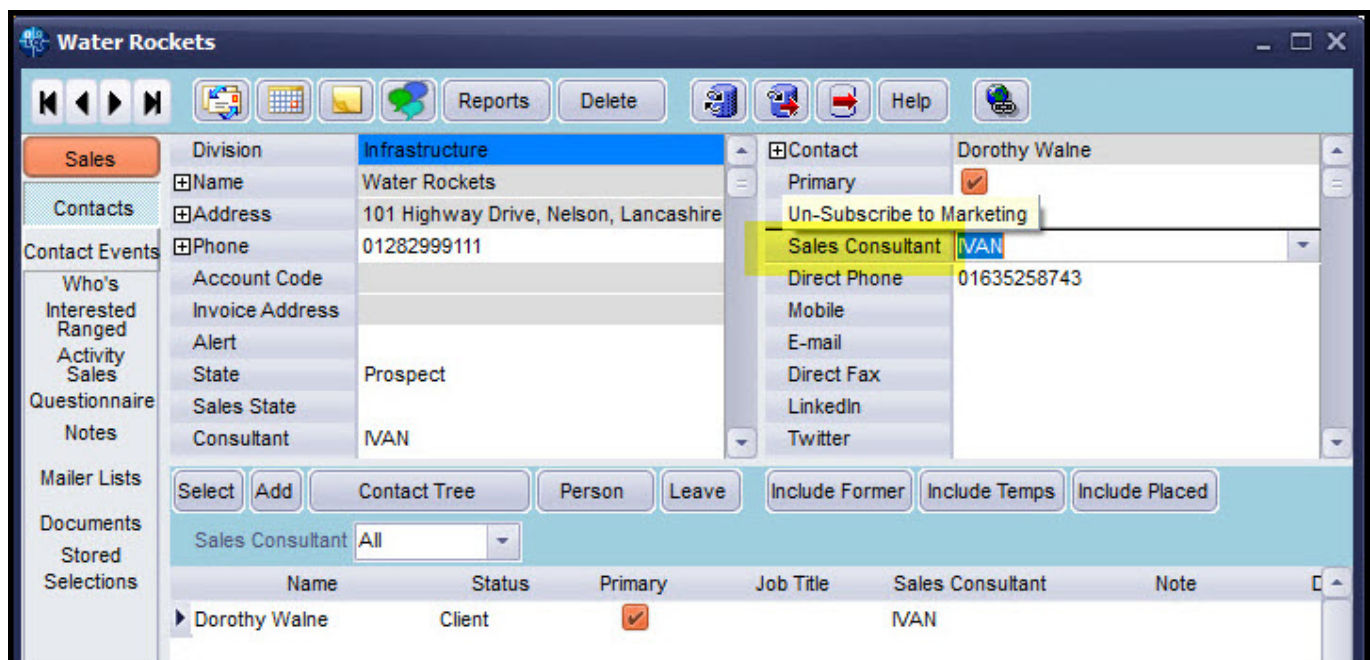 Water Rockets
Reports Delete Help
Sales
Contacts
Contact Events
Who's
Interested
Ranged
Activity
Sales
Questionnaire
Notes
Mailer Lists
Documents
Stored
Selections
Division Infrastructure
Name Water Rockets
Address 101 Highway Drive, Nelson, Lancashire
Phone 01282999111
Account Code
Invoice Address
Alert
State Prospect
Sales State
Consultant IVAN
Contact Dorothy Walne
Primary
Un-Subscribe to Marketing
Sales Consultant IVAN
Direct Phone 01635258743
Mobile
E-mail
Direct Fax
LinkedIn
Twitter
Select Add Contact Tree Person Leave Include Former Include Temps Include Placed
Sales Consultant All
Name Status Primary Job Title Sales Consultant Note
Dorothy Walne Client IVAN